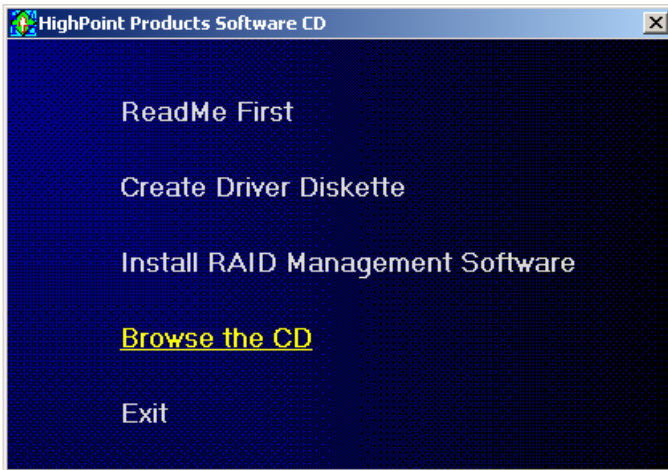 HighPoint Products Software CD
ReadMe First
Create Driver Diskette
Install RAID Management Software
Browse the CD
Exit